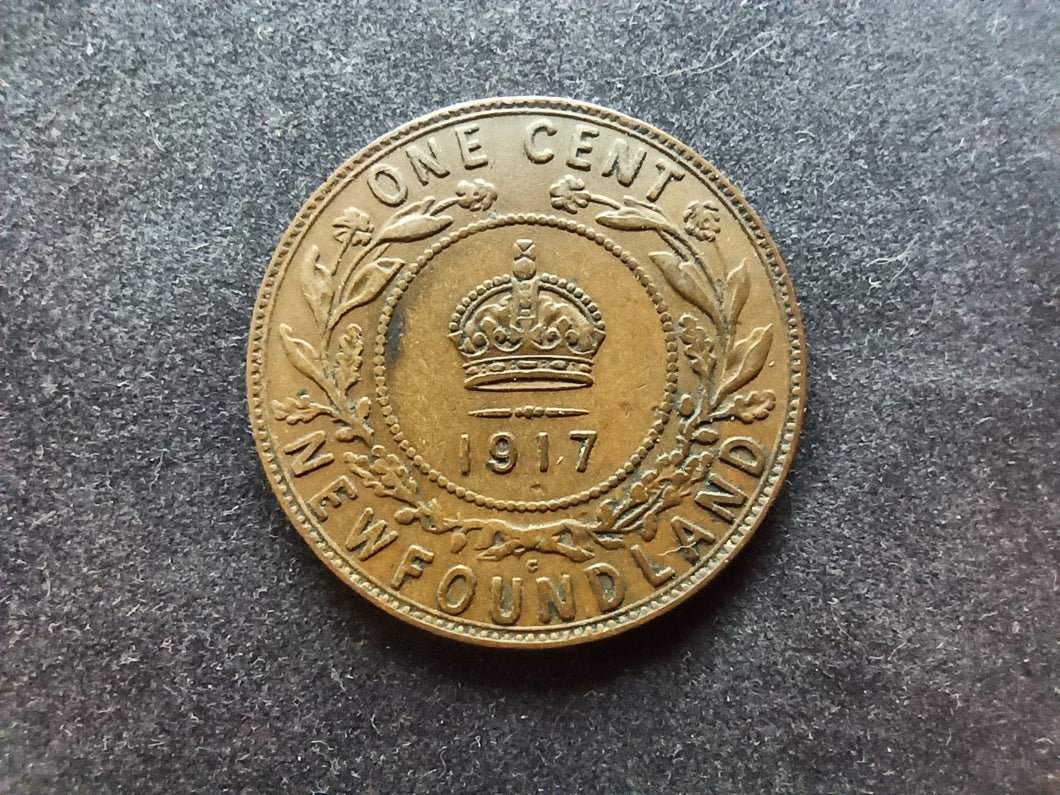 ONE CENT
1917
C
NEWFOUNDLAND